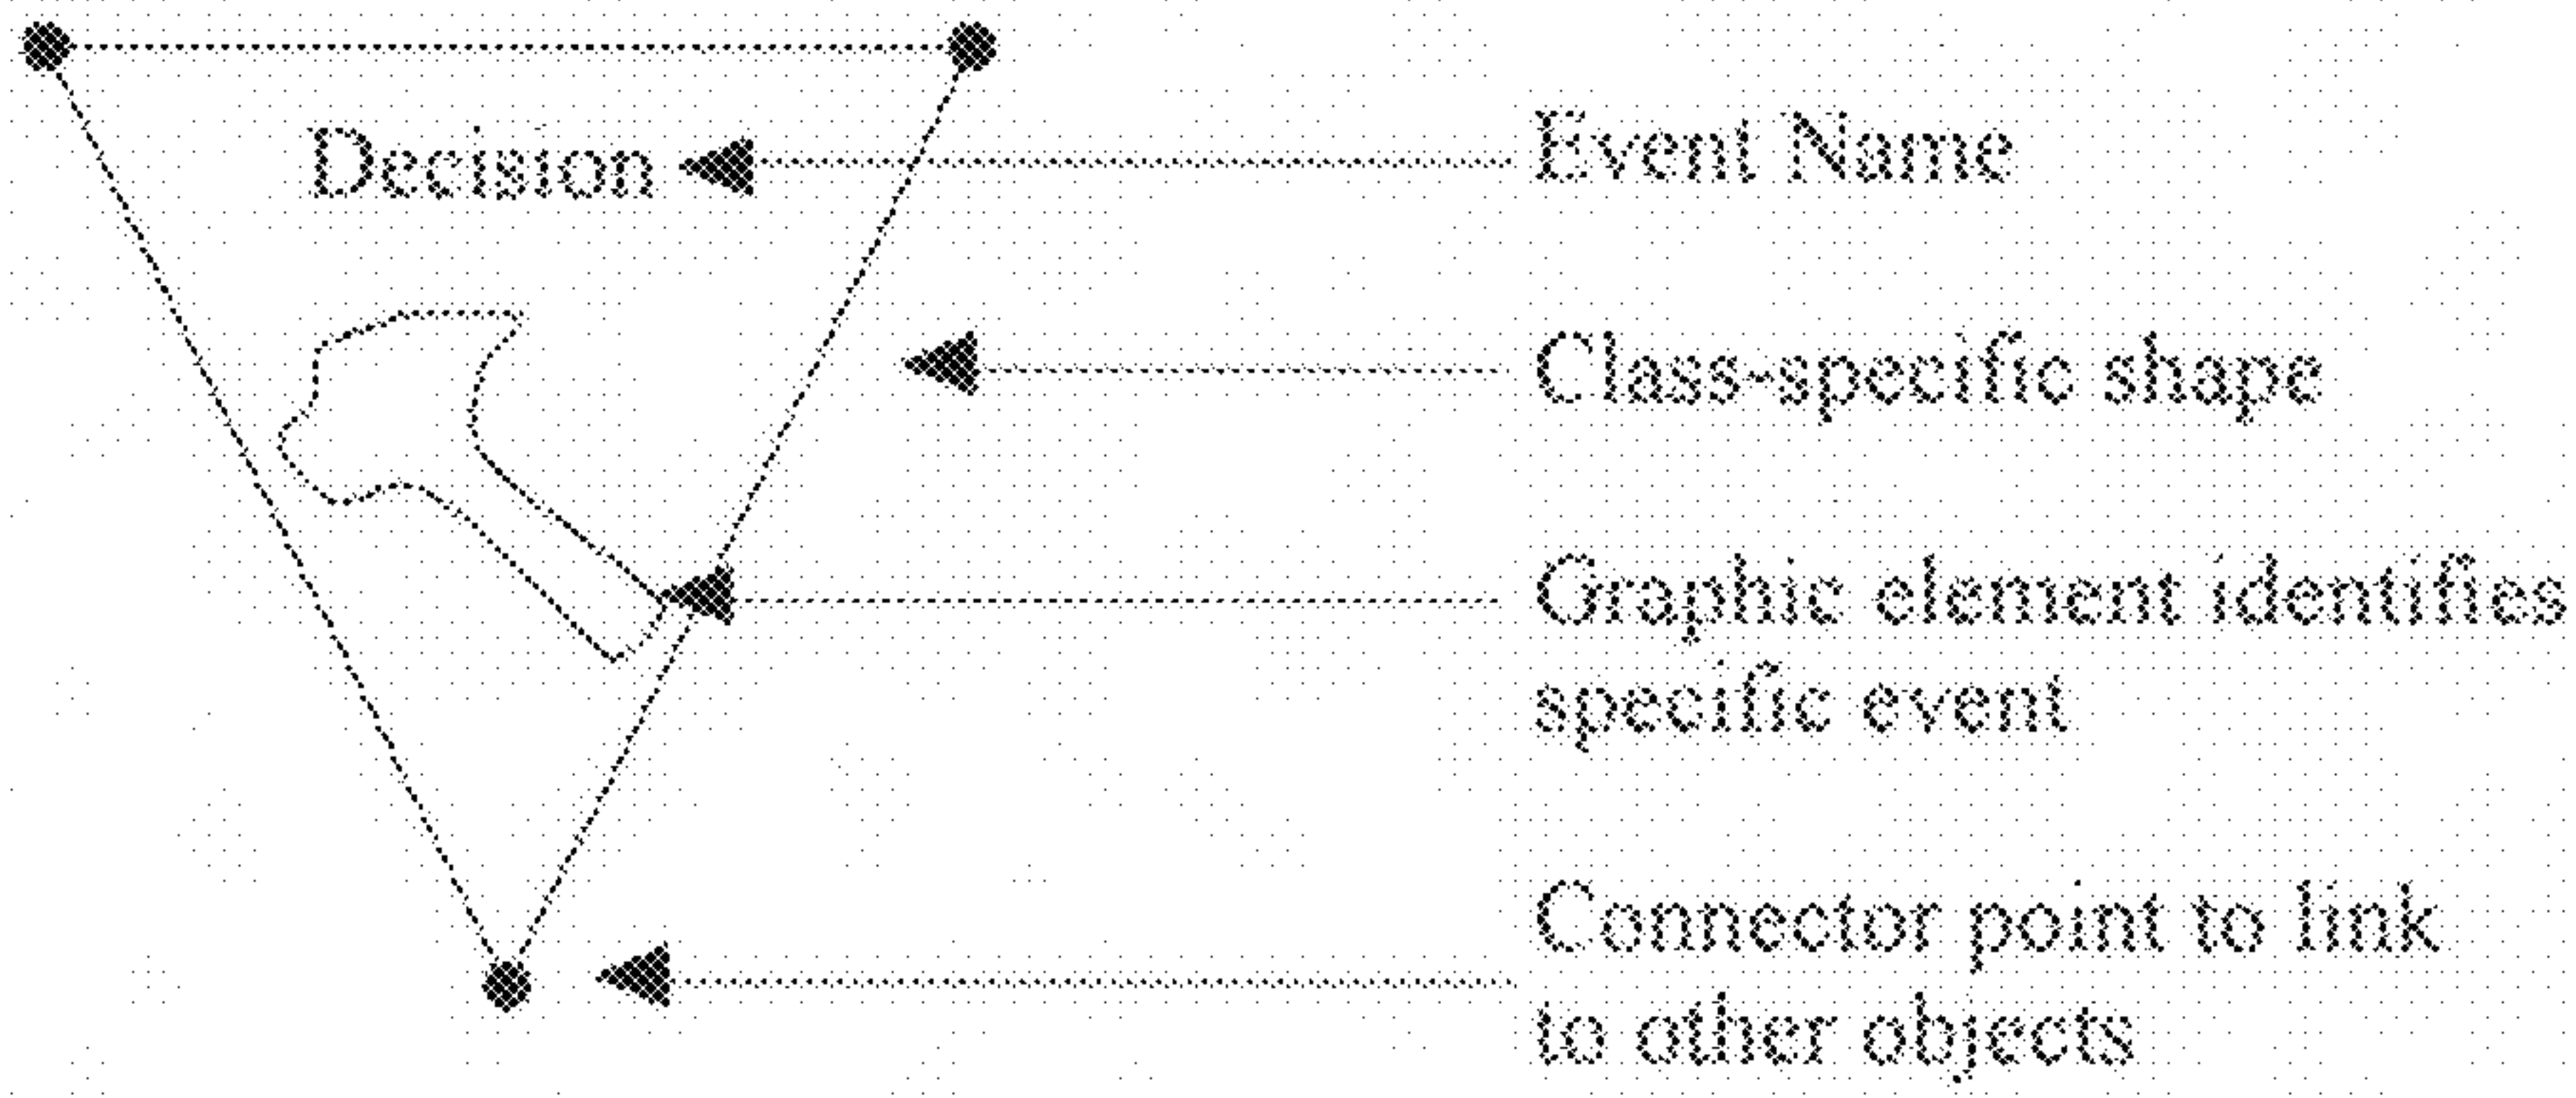 Decision
Event Name
Class-specific shape
Graphic element identifies
specific event
Connector point to link
to other objects